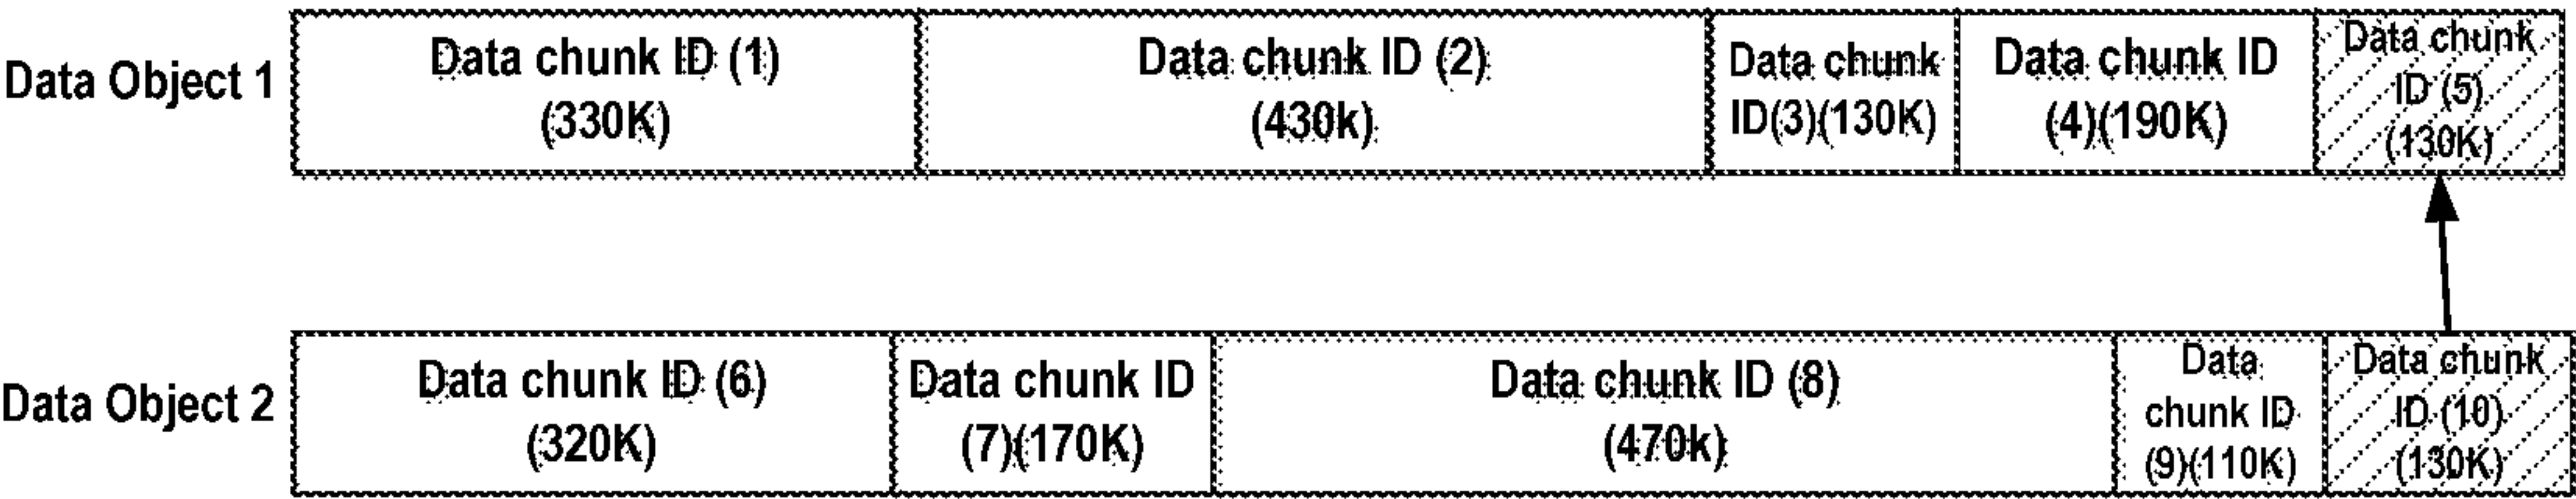 Data Object 1
Data chunk ID (1)
(330K)
Data chunk ID (2)
(430k)
Data chunk
ID(3)(130K)
Data chunk ID
(4)(190K)
Data chunk
ID (5)
(130K)
Data Object 2
Data chunk ID (6)
(320K)
Data chunk ID
(7)(170K)
Data chunk ID (8)
(470k)
Data
chunk ID
(9)(110K)
Data chunk
ID (10)
(130K)